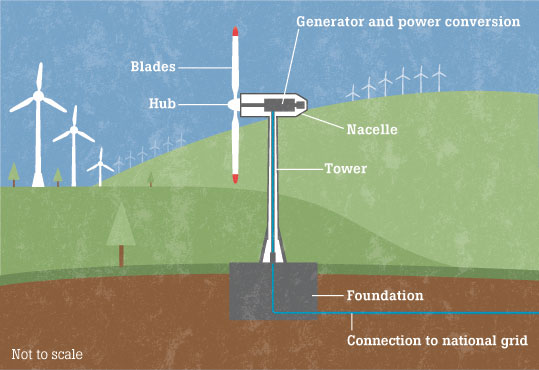 Generator and power conversion
Blades
Hub
Nacelle
Tower
Foundation
Connection to national grid
Not to scale